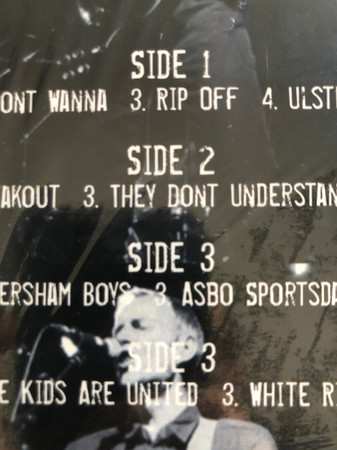 SIDE 1
ONT WANNA 3. RIP OFF 4. ULST
SIDE 2
AKOUT 3. THEY DONT UNDERSTAN
SIDE 3
ERSHAM BOYS 3. ASBO SPORTSDA
SIDE 3
E KIDS ARE UNITED 3. WHITE R